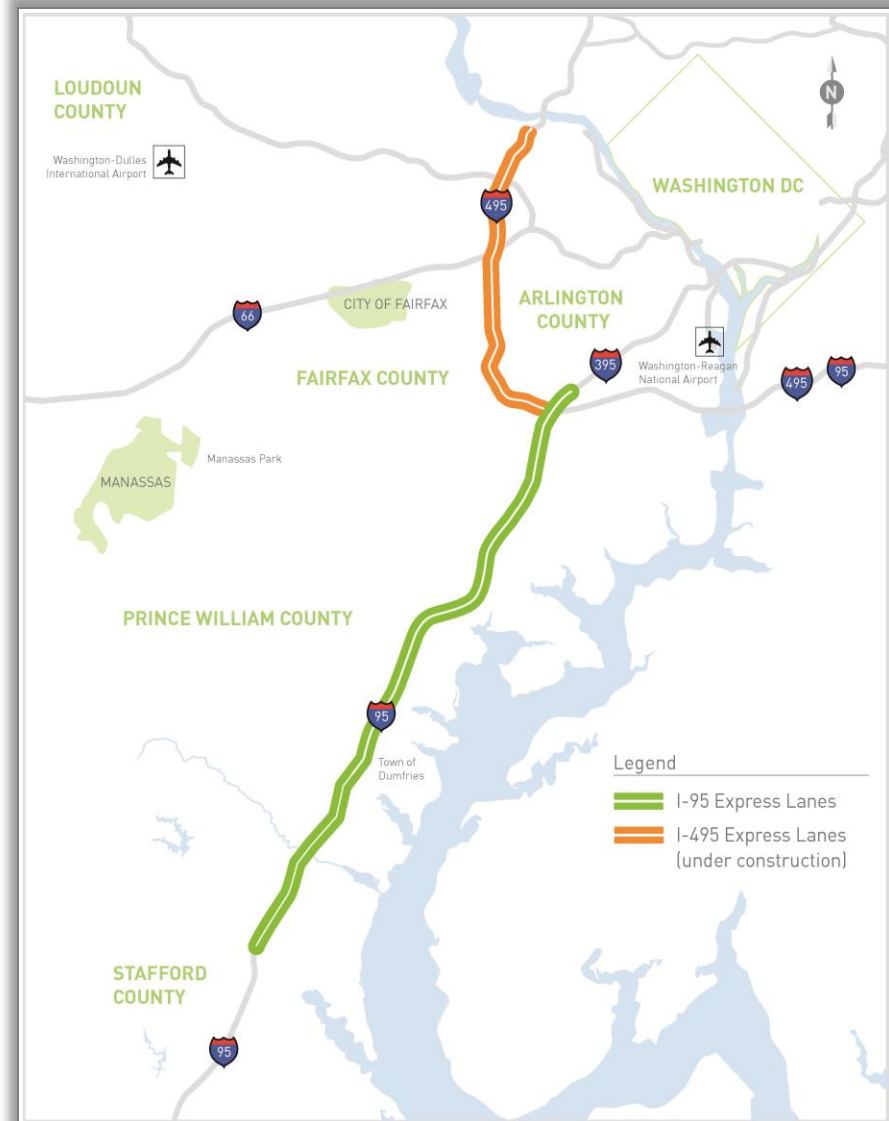 LOUDOUN
COUNTY
Washington-Dulles
International Airport
N
495
WASHINGTON DC
CITY OF FAIRFAX
66
ARLINGTON
COUNTY
FAIRFAX COUNTY
395
Washington-Reagan
National Airport
495
95
Manassas Park
MANASSAS
PRINCE WILLIAM COUNTY
95
Town of
Dumfries
Legend
I-95 Express Lanes
I-495 Express Lanes
(under construction)
STAFFORD
COUNTY
95